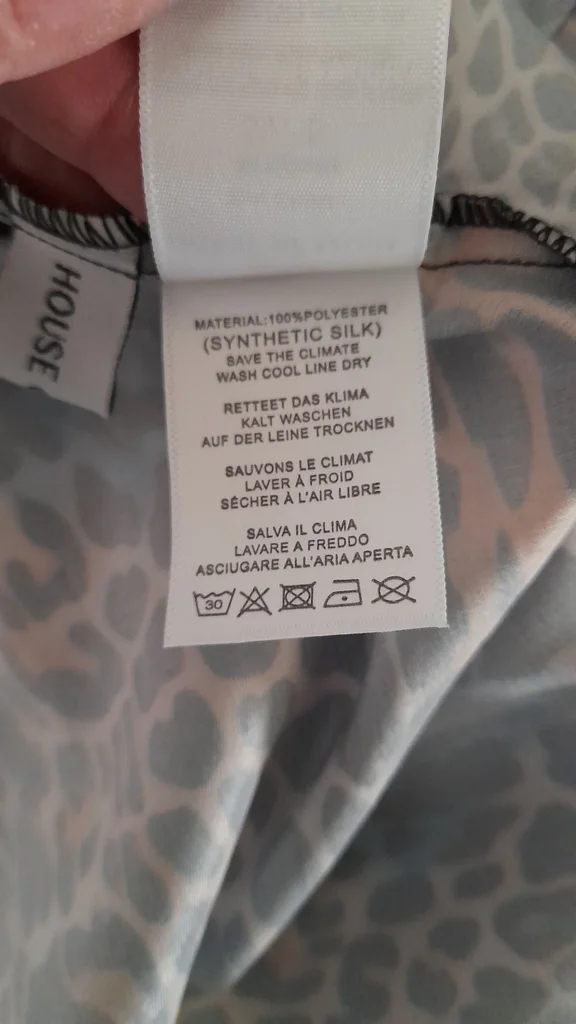 HOUSE
MATERIAL:100%POLYESTER
(SYNTHETIC SILK)
SAVE THE CLIMATE
WASH COOL LINE DRY
RETTEET DAS KLIMA
KALT WASCHEN
AUF DER LEINE TROCKNEN
SAUVONS LE CLIMAT
LAVER À FROID
SÉCHER À L'AIR LIBRE
SALVA IL CLIMA
LAVARE A FREDDO
ASCIUGARE ALL'ARIA APERTA
30